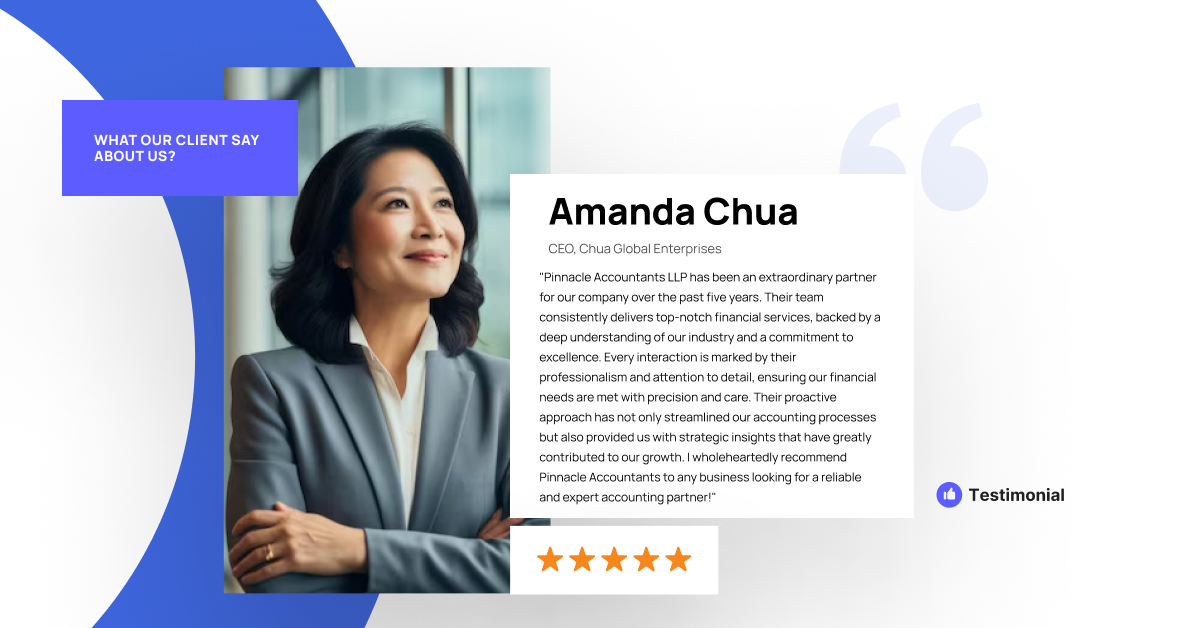 WHAT OUR CLIENT SAY
ABOUT US?
Amanda Chua
CEO, Chua Global Enterprises
"Pinnacle Accountants LLP has been an extraordinary partner
for our company over the past five years. Their team
consistently delivers top-notch financial services, backed by a
deep understanding of our industry and a commitment to
excellence. Every interaction is marked by their
professionalism and attention to detail, ensuring our financial
needs are met with precision and care. Their proactive
approach has not only streamlined our accounting processes
but also provided us with strategic insights that have greatly
contributed to our growth. I wholeheartedly recommend
Pinnacle Accountants to any business looking for a reliable
and expert accounting partner!"
Testimonial